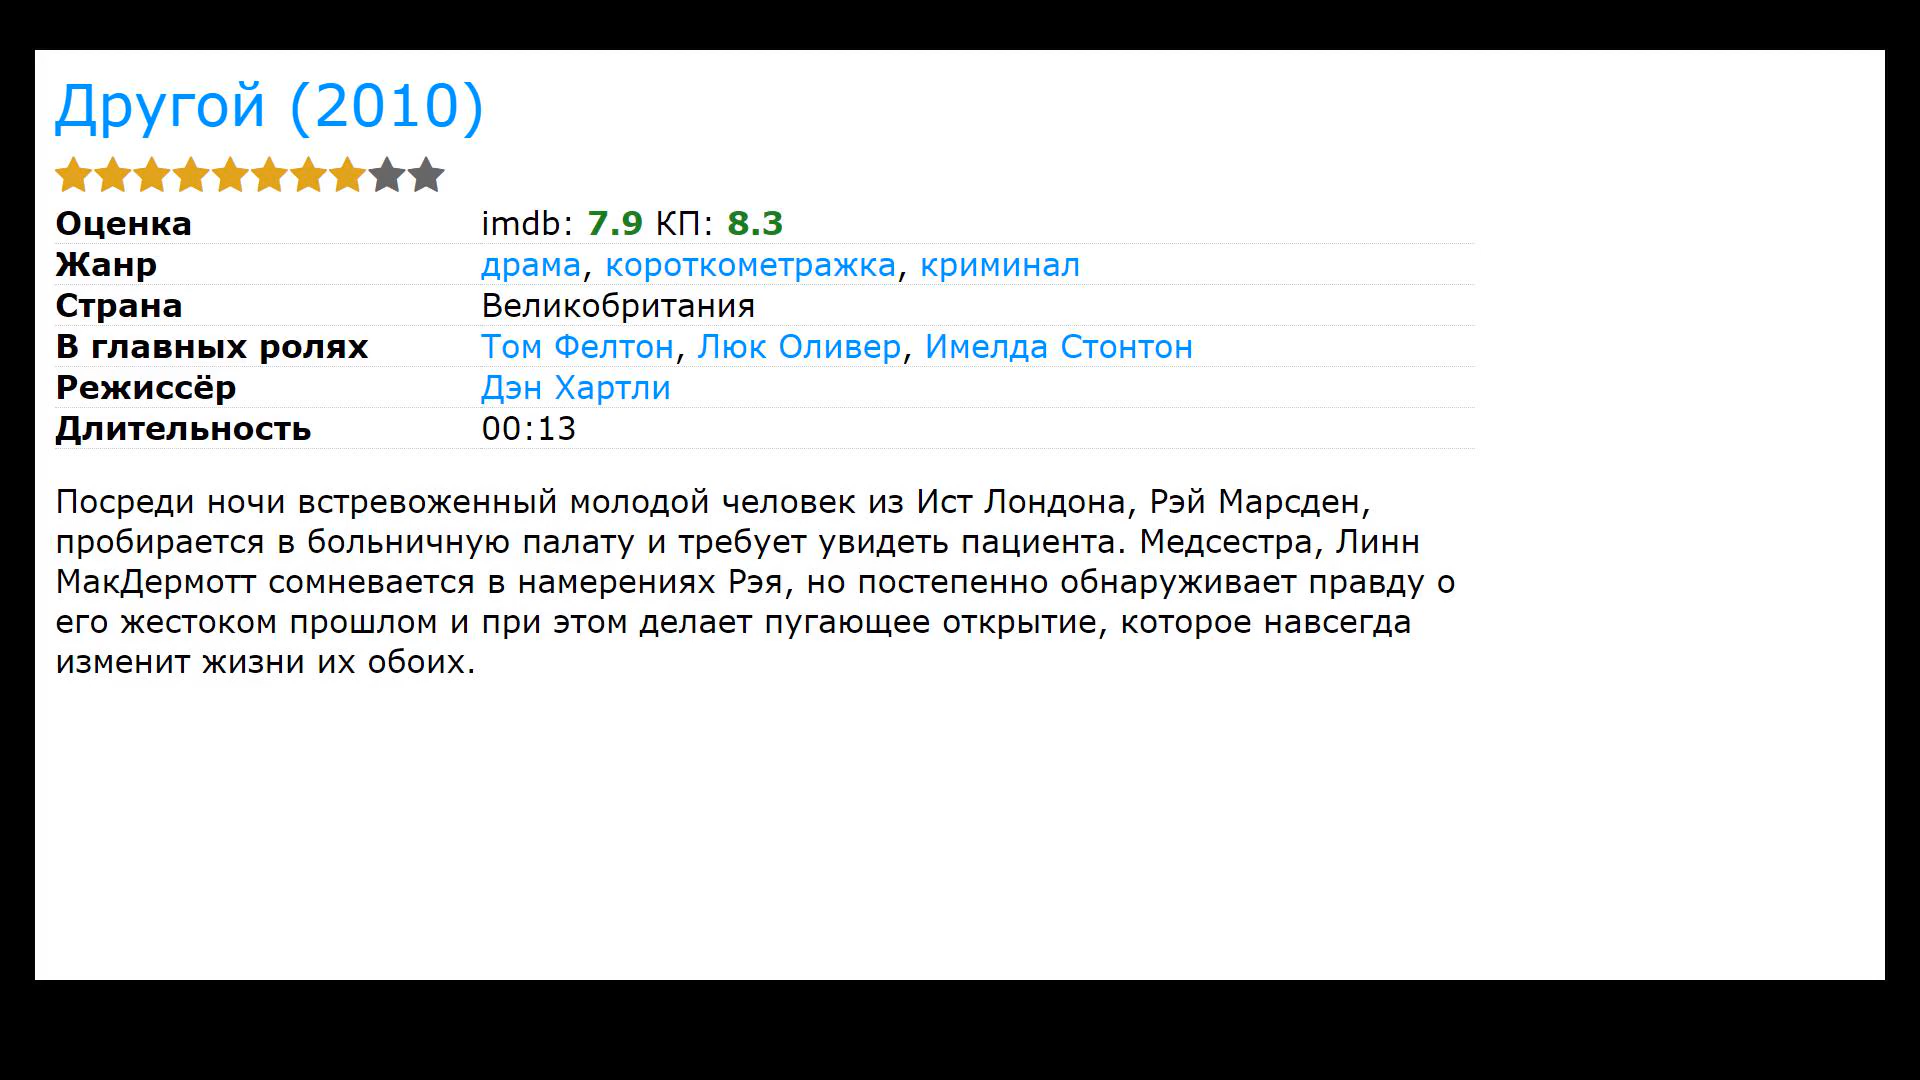 Другой (2010)
Оценка imdb: 7.9 КП: 8.3
Жанр драма, короткометражка, криминал
Страна Великобритания
В главных ролях Том Фелтон, Люк Оливер, Имелда Стонтон
Режиссёр Дэн Хартли
Длительность 00:13
Посреди ночи встревоженный молодой человек из Ист Лондона, Рэй Марсден,
пробирается в больничную палату и требует увидеть пациента. Медсестра, Линн
МакДермотт сомневается в намерениях Рэя, но постепенно обнаруживает правду о
его жестоком прошлом и при этом делает пугающее открытие, которое навсегда
изменит жизни их обоих.